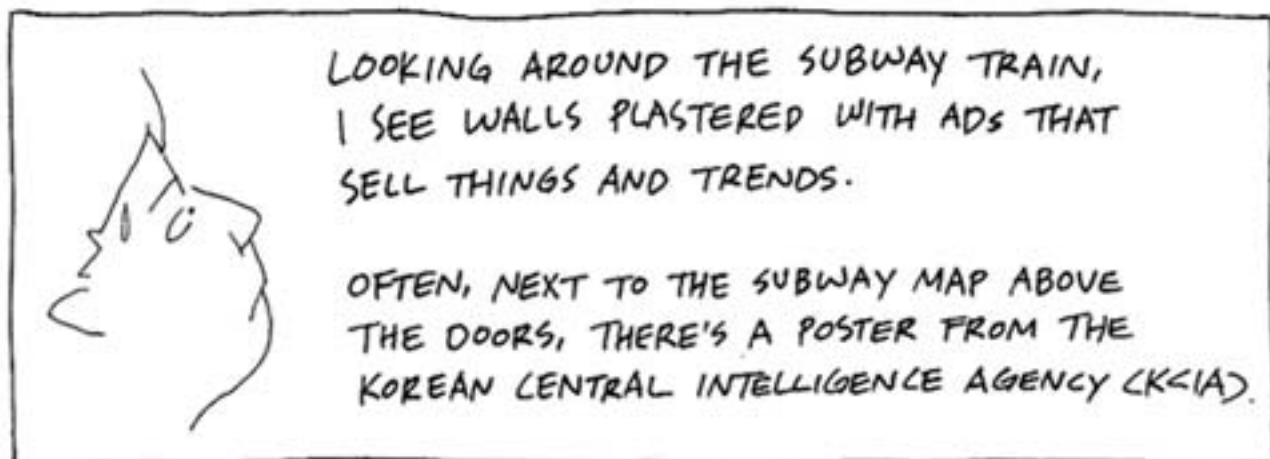 LOOKING AROUND THE SUBWAY TRAIN,
I SEE WALLS PLASTERED WITH ADS THAT
SELL THINGS AND TRENDS.
OFTEN, NEXT TO THE SUBWAY MAP ABOVE
THE DOORS, THERE'S A POSTER FROM THE
KOREAN CENTRAL INTELLIGENCE AGENCY (KCIA).